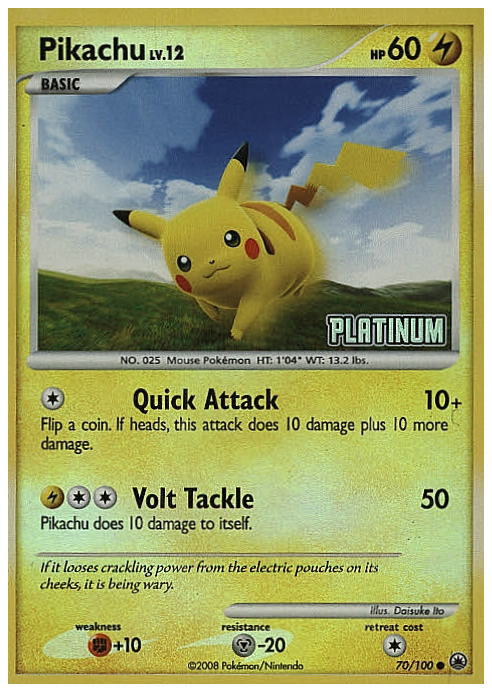 Pikachu LV.12 HP 60
BASIC
PLATINUM
NO. 025 Mouse Pokémon HT: 1'04" WT: 13.2 lbs.
Quick Attack 10+
Flip a coin. If heads, this attack does 10 damage plus 10 more
damage.
Volt Tackle 50
Pikachu does 10 damage to itself.
If it looses crackling power from the electric pouches on its
cheeks, it is being wary.
Illus. Daisuke Ito
weakness resistance retreat cost
+10 -20
©2008 Pokémon/Nintendo 70/100